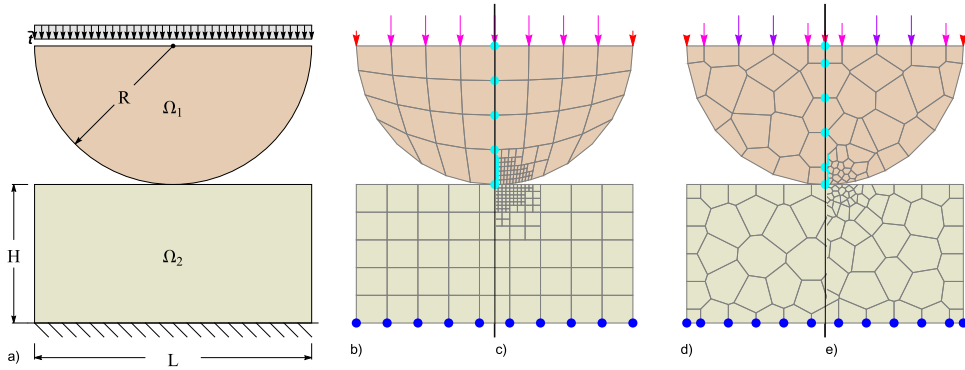 t̄
R
Ω₁
H
Ω₂
L
a)
b)
c)
d)
e)